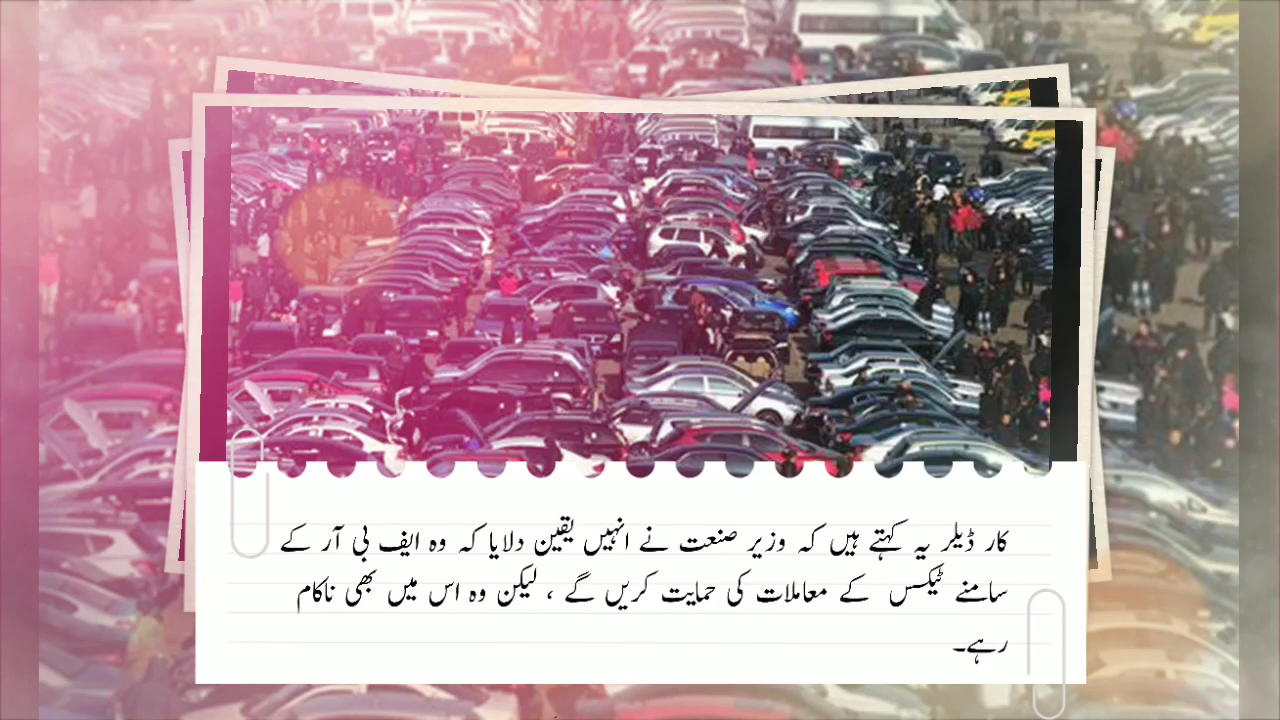 کار ڈیلر یہ کہتے ہیں کہ وزیر صنعت نے انہیں یقین دلایا کہ وہ ایف بی آر کے
سامنے ٹیکس کے معاملات کی حمایت کریں گے ، لیکن وہ اس میں بھی ناکام
رہے۔